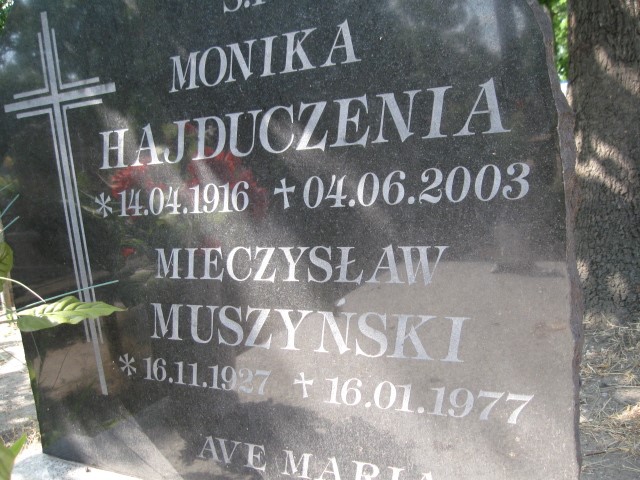 Ś.P
MONIKA
HAJDUCZENIA
*14.04.1916 †04.06.2003
MIECZYSŁAW
MUSZYNSKI
*16.11.1927 †16.01.1977
AVE MARIA